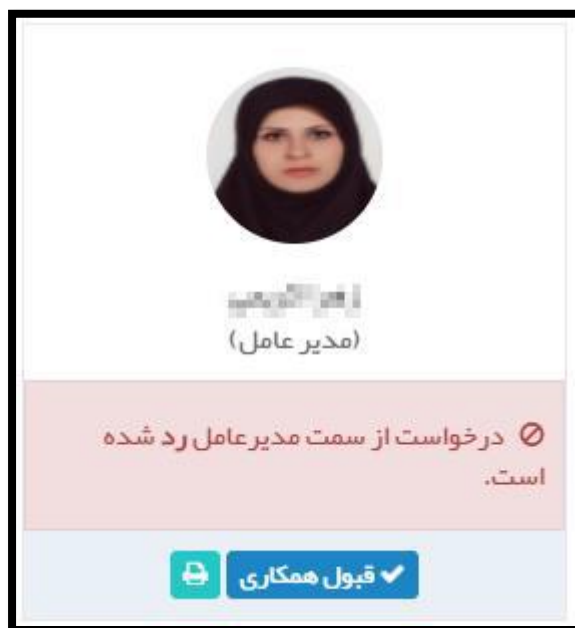 (مدیر عامل)
درخواست از سمت مدیرعامل رد شده
است.
قبول همکاری